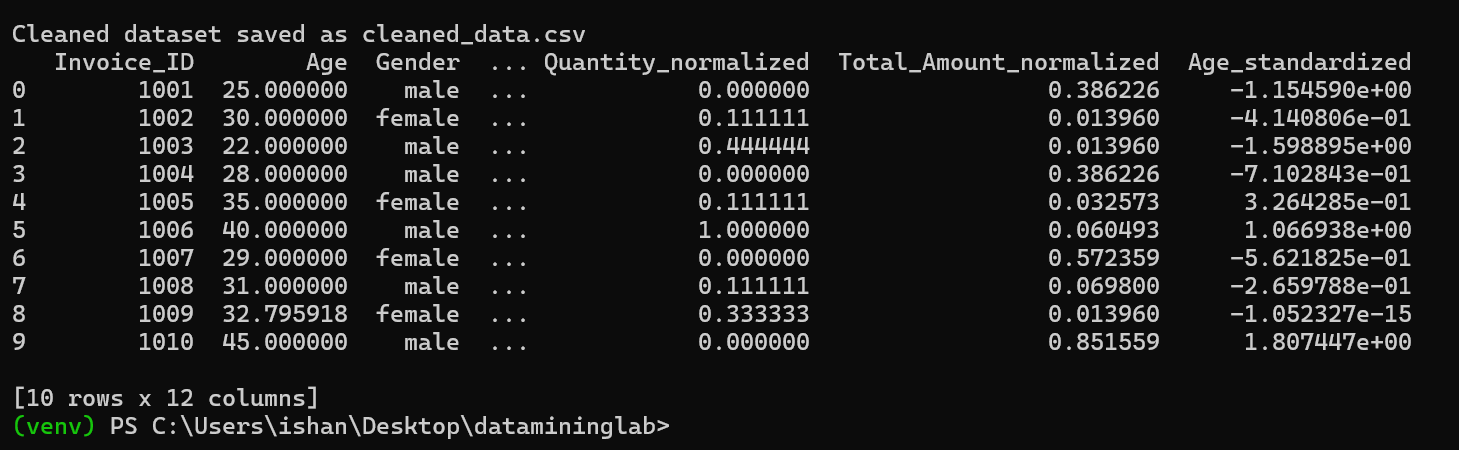 Cleaned dataset saved as cleaned_data.csv
   Invoice_ID        Age  Gender  ... Quantity_normalized  Total_Amount_normalized  Age_standardized
0        1001  25.000000    male  ...            0.000000                 0.386226     -1.154590e+00
1        1002  30.000000  female  ...            0.111111                 0.013960     -4.140806e-01
2        1003  22.000000    male  ...            0.444444                 0.013960     -1.598895e+00
3        1004  28.000000    male  ...            0.000000                 0.386226     -7.102843e-01
4        1005  35.000000  female  ...            0.111111                 0.032573      3.264285e-01
5        1006  40.000000    male  ...            1.000000                 0.060493      1.066938e+00
6        1007  29.000000  female  ...            0.000000                 0.572359     -5.621825e-01
7        1008  31.000000    male  ...            0.111111                 0.069800     -2.659788e-01
8        1009  32.795918  female  ...            0.333333                 0.013960     -1.052327e-15
9        1010  45.000000    male  ...            0.000000                 0.851559      1.807447e+00
[10 rows x 12 columns]
(venv) PS C:\Users\ishan\Desktop\datamininglab>